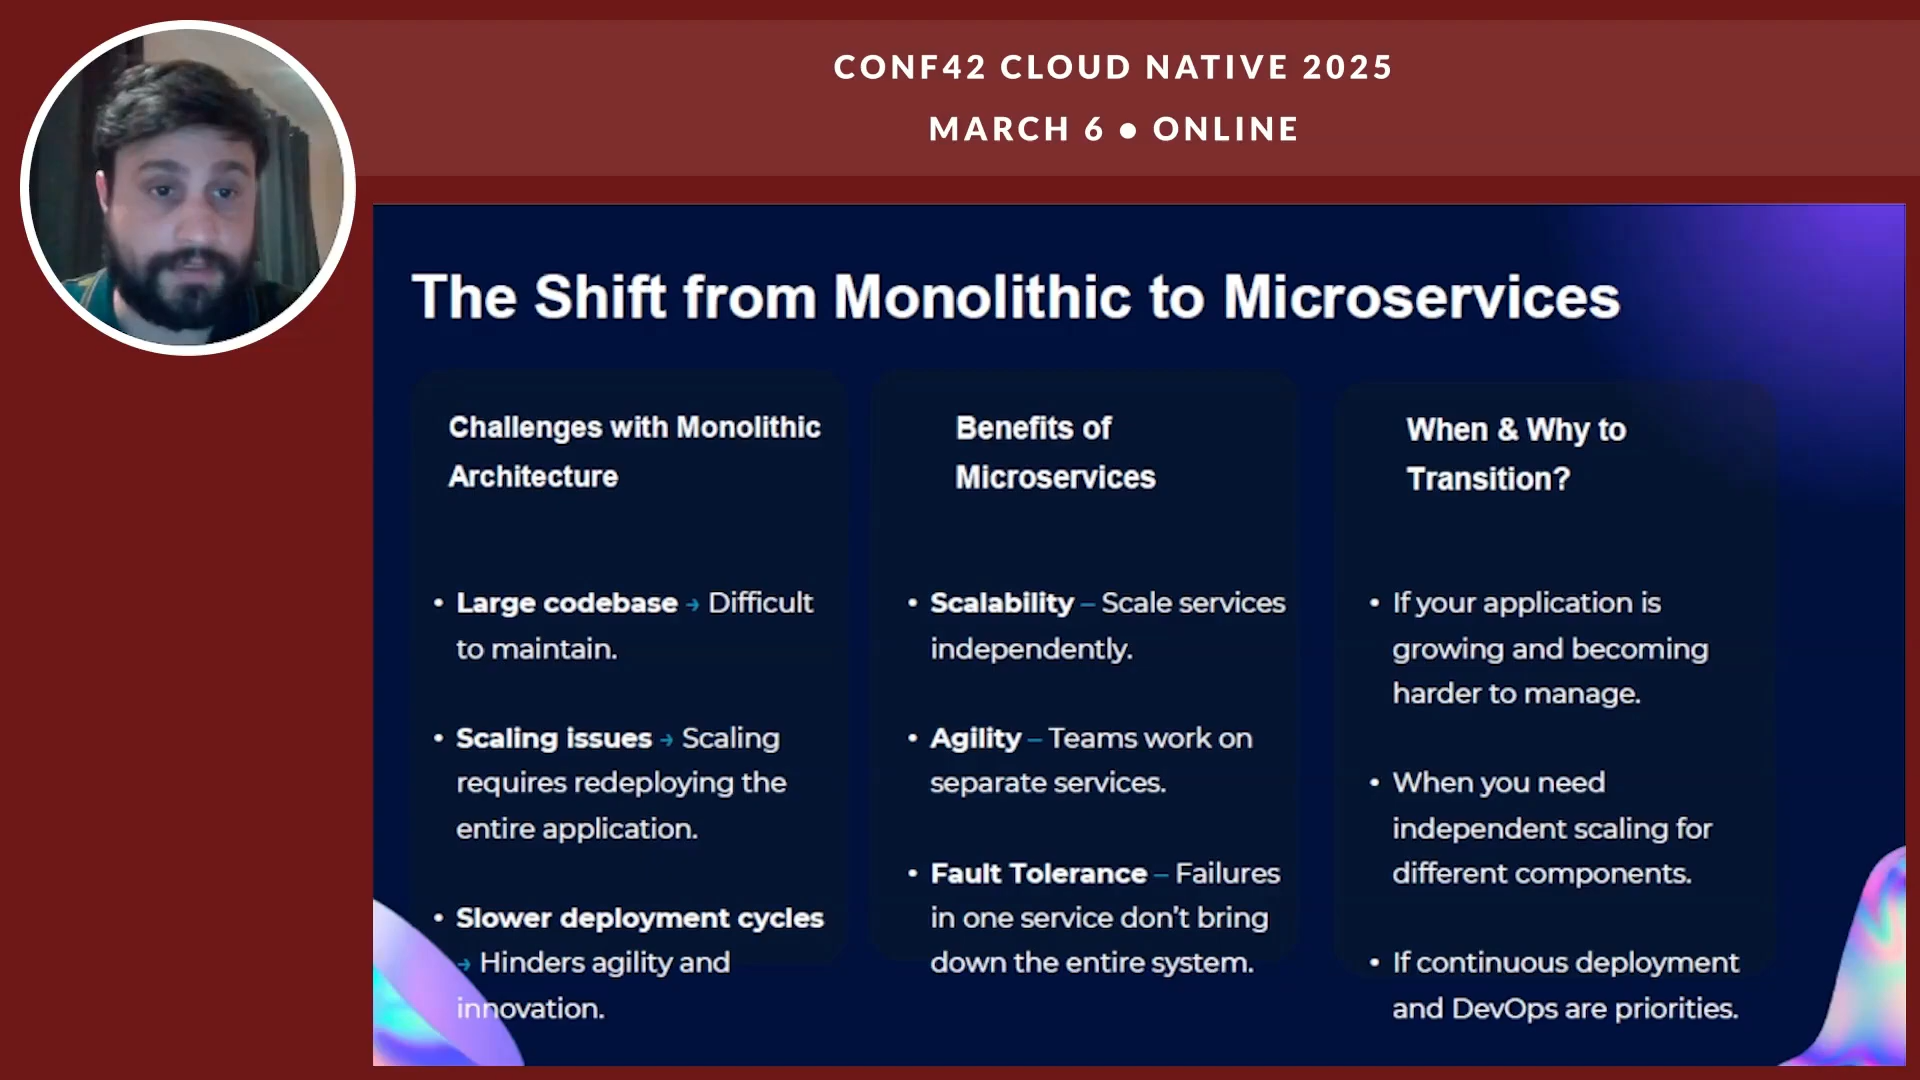 CONF42 CLOUD NATIVE 2025
MARCH 6 ● ONLINE
The Shift from Monolithic to Microservices
Challenges with Monolithic
Architecture
• Large codebase → Difficult
to maintain.
• Scaling issues → Scaling
requires redeploying the
entire application.
• Slower deployment cycles
→ Hinders agility and
innovation.
Benefits of
Microservices
• Scalability – Scale services
independently.
• Agility – Teams work on
separate services.
• Fault Tolerance – Failures
in one service don’t bring
down the entire system.
When & Why to
Transition?
• If your application is
growing and becoming
harder to manage.
• When you need
independent scaling for
different components.
• If continuous deployment
and DevOps are priorities.